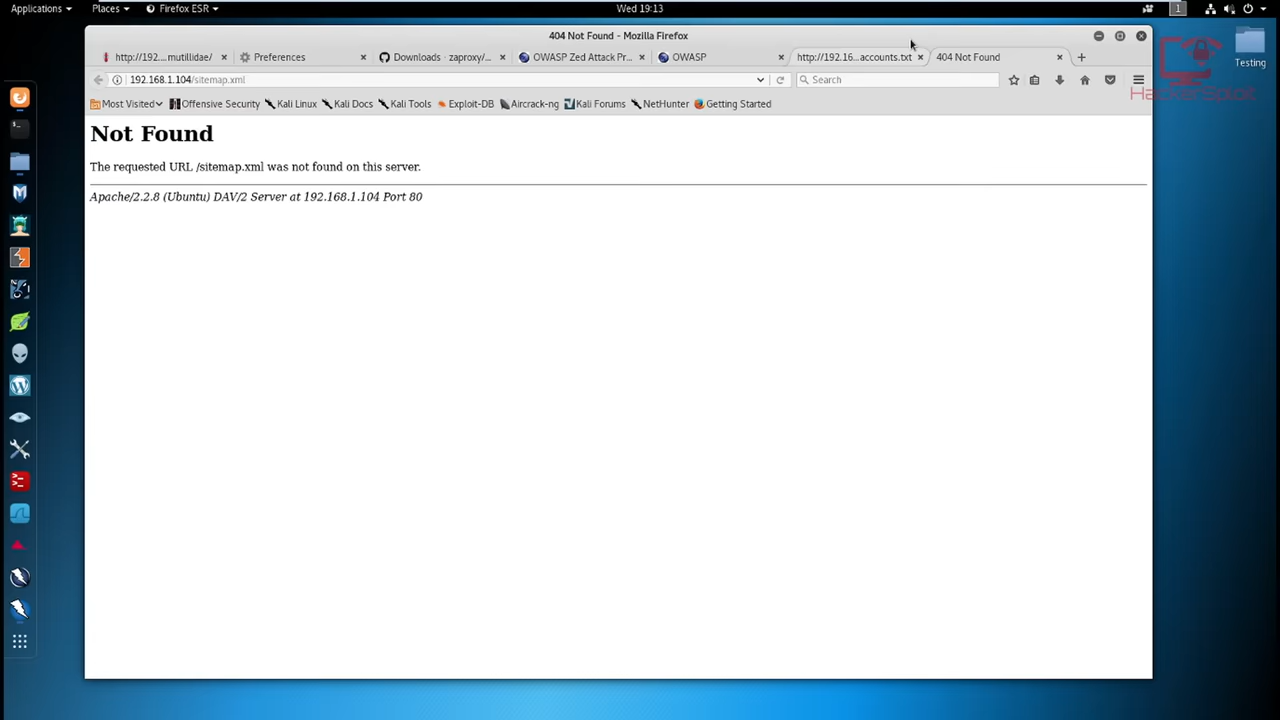 Applications Places Firefox ESR Wed 19:13 1
404 Not Found - Mozilla Firefox
http://192....mutillidae/ Preferences Downloads · zaproxy/... OWASP Zed Attack Pr... OWASP http://192.16...accounts.txt 404 Not Found
192.168.1.104/sitemap.xml Search
Most Visited Offensive Security Kali Linux Kali Docs Kali Tools Exploit-DB Aircrack-ng Kali Forums NetHunter Getting Started
Testing
HackerSploit
Not Found
The requested URL /sitemap.xml was not found on this server.
Apache/2.2.8 (Ubuntu) DAV/2 Server at 192.168.1.104 Port 80